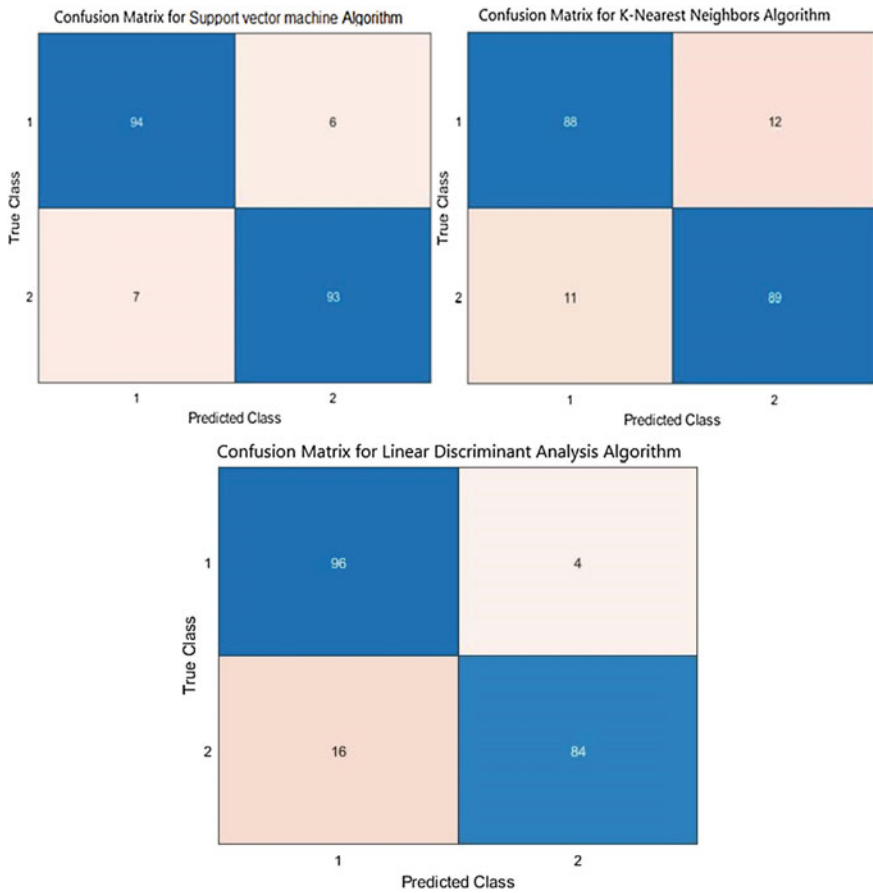 Confusion Matrix for Support vector machine Algorithm
1
94
6
True Class
2
7
93
1
2
Predicted Class
Confusion Matrix for K-Nearest Neighbors Algorithm
1
88
12
True Class
2
11
89
1
2
Predicted Class
Confusion Matrix for Linear Discriminant Analysis Algorithm
1
96
4
True Class
2
16
84
1
2
Predicted Class